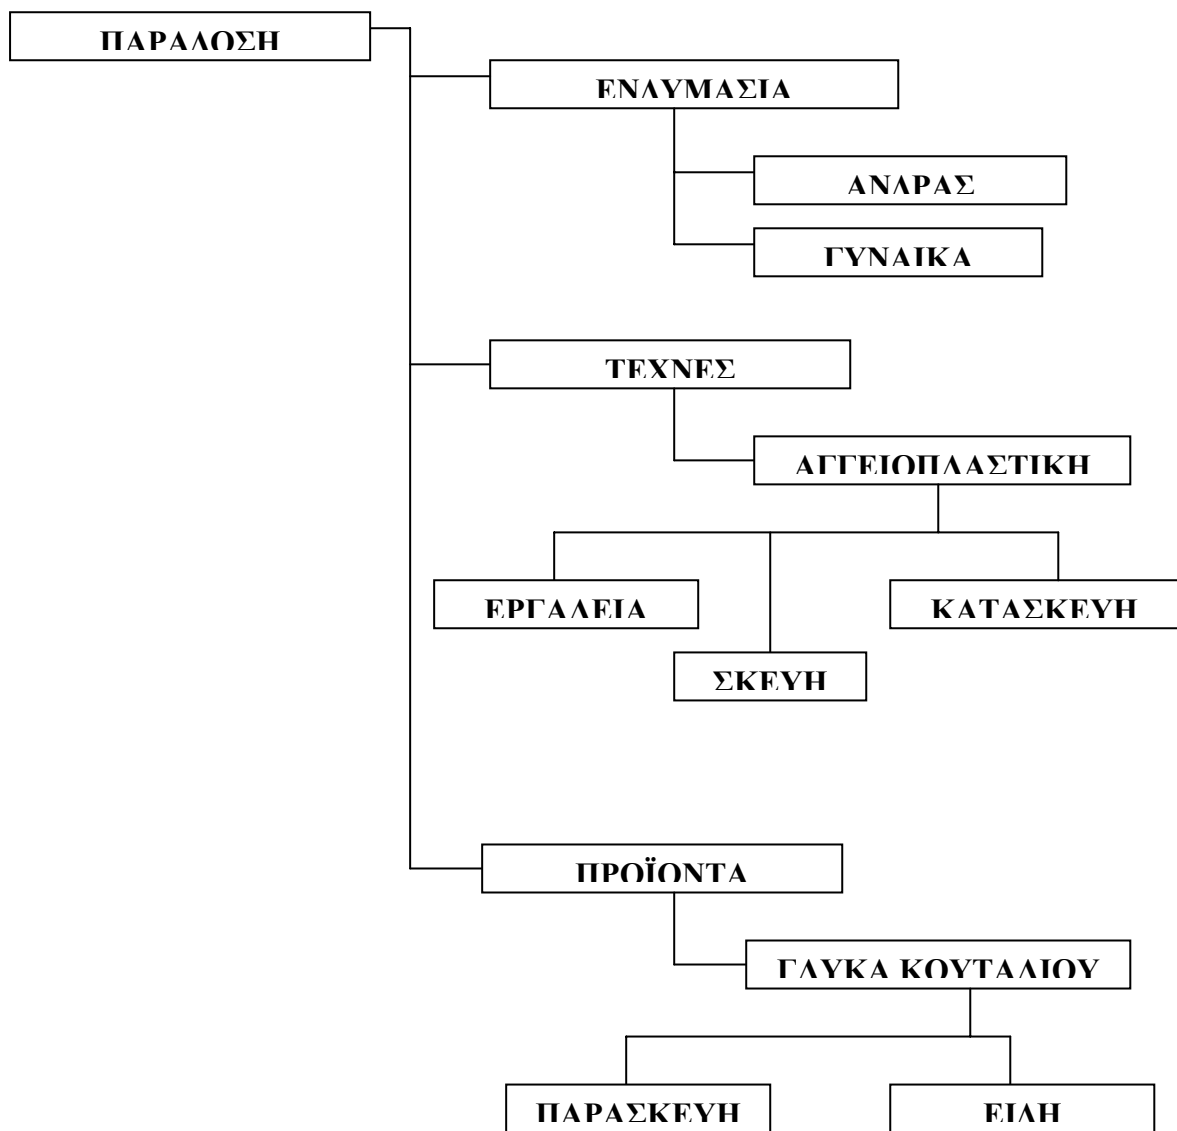 ΠΑΡΑΔΟΣΗ
ΕΝΔΥΜΑΣΙΑ
ΑΝΔΡΑΣ
ΓΥΝΑΙΚΑ
ΤΕΧΝΕΣ
ΑΓΓΕΙΟΠΛΑΣΤΙΚΗ
ΕΡΓΑΛΕΙΑ
ΚΑΤΑΣΚΕΥΗ
ΣΚΕΥΗ
ΠΡΟΪΟΝΤΑ
ΓΛΥΚΑ ΚΟΥΤΑΛΙΟΥ
ΠΑΡΑΣΚΕΥΗ
ΕΙΔΗ